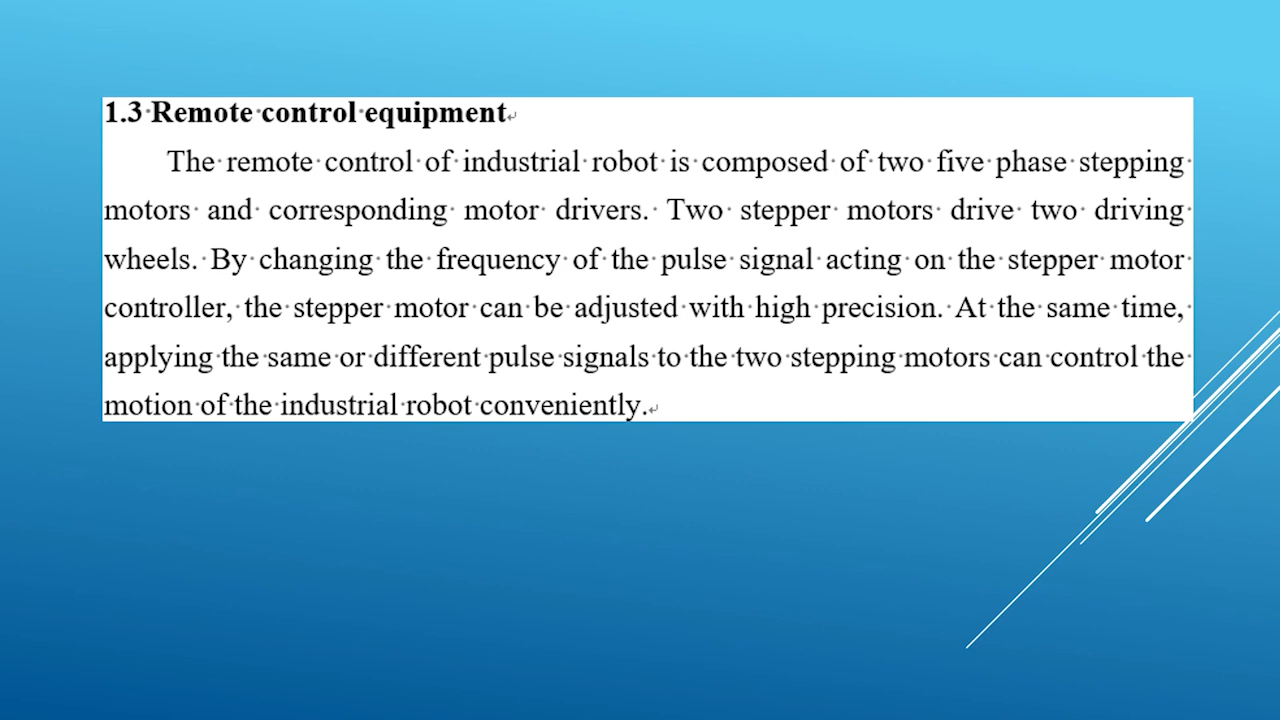 1.3 Remote control equipment
The remote control of industrial robot is composed of two five phase stepping
motors and corresponding motor drivers. Two stepper motors drive two driving
wheels. By changing the frequency of the pulse signal acting on the stepper motor
controller, the stepper motor can be adjusted with high precision. At the same time,
applying the same or different pulse signals to the two stepping motors can control the
motion of the industrial robot conveniently.